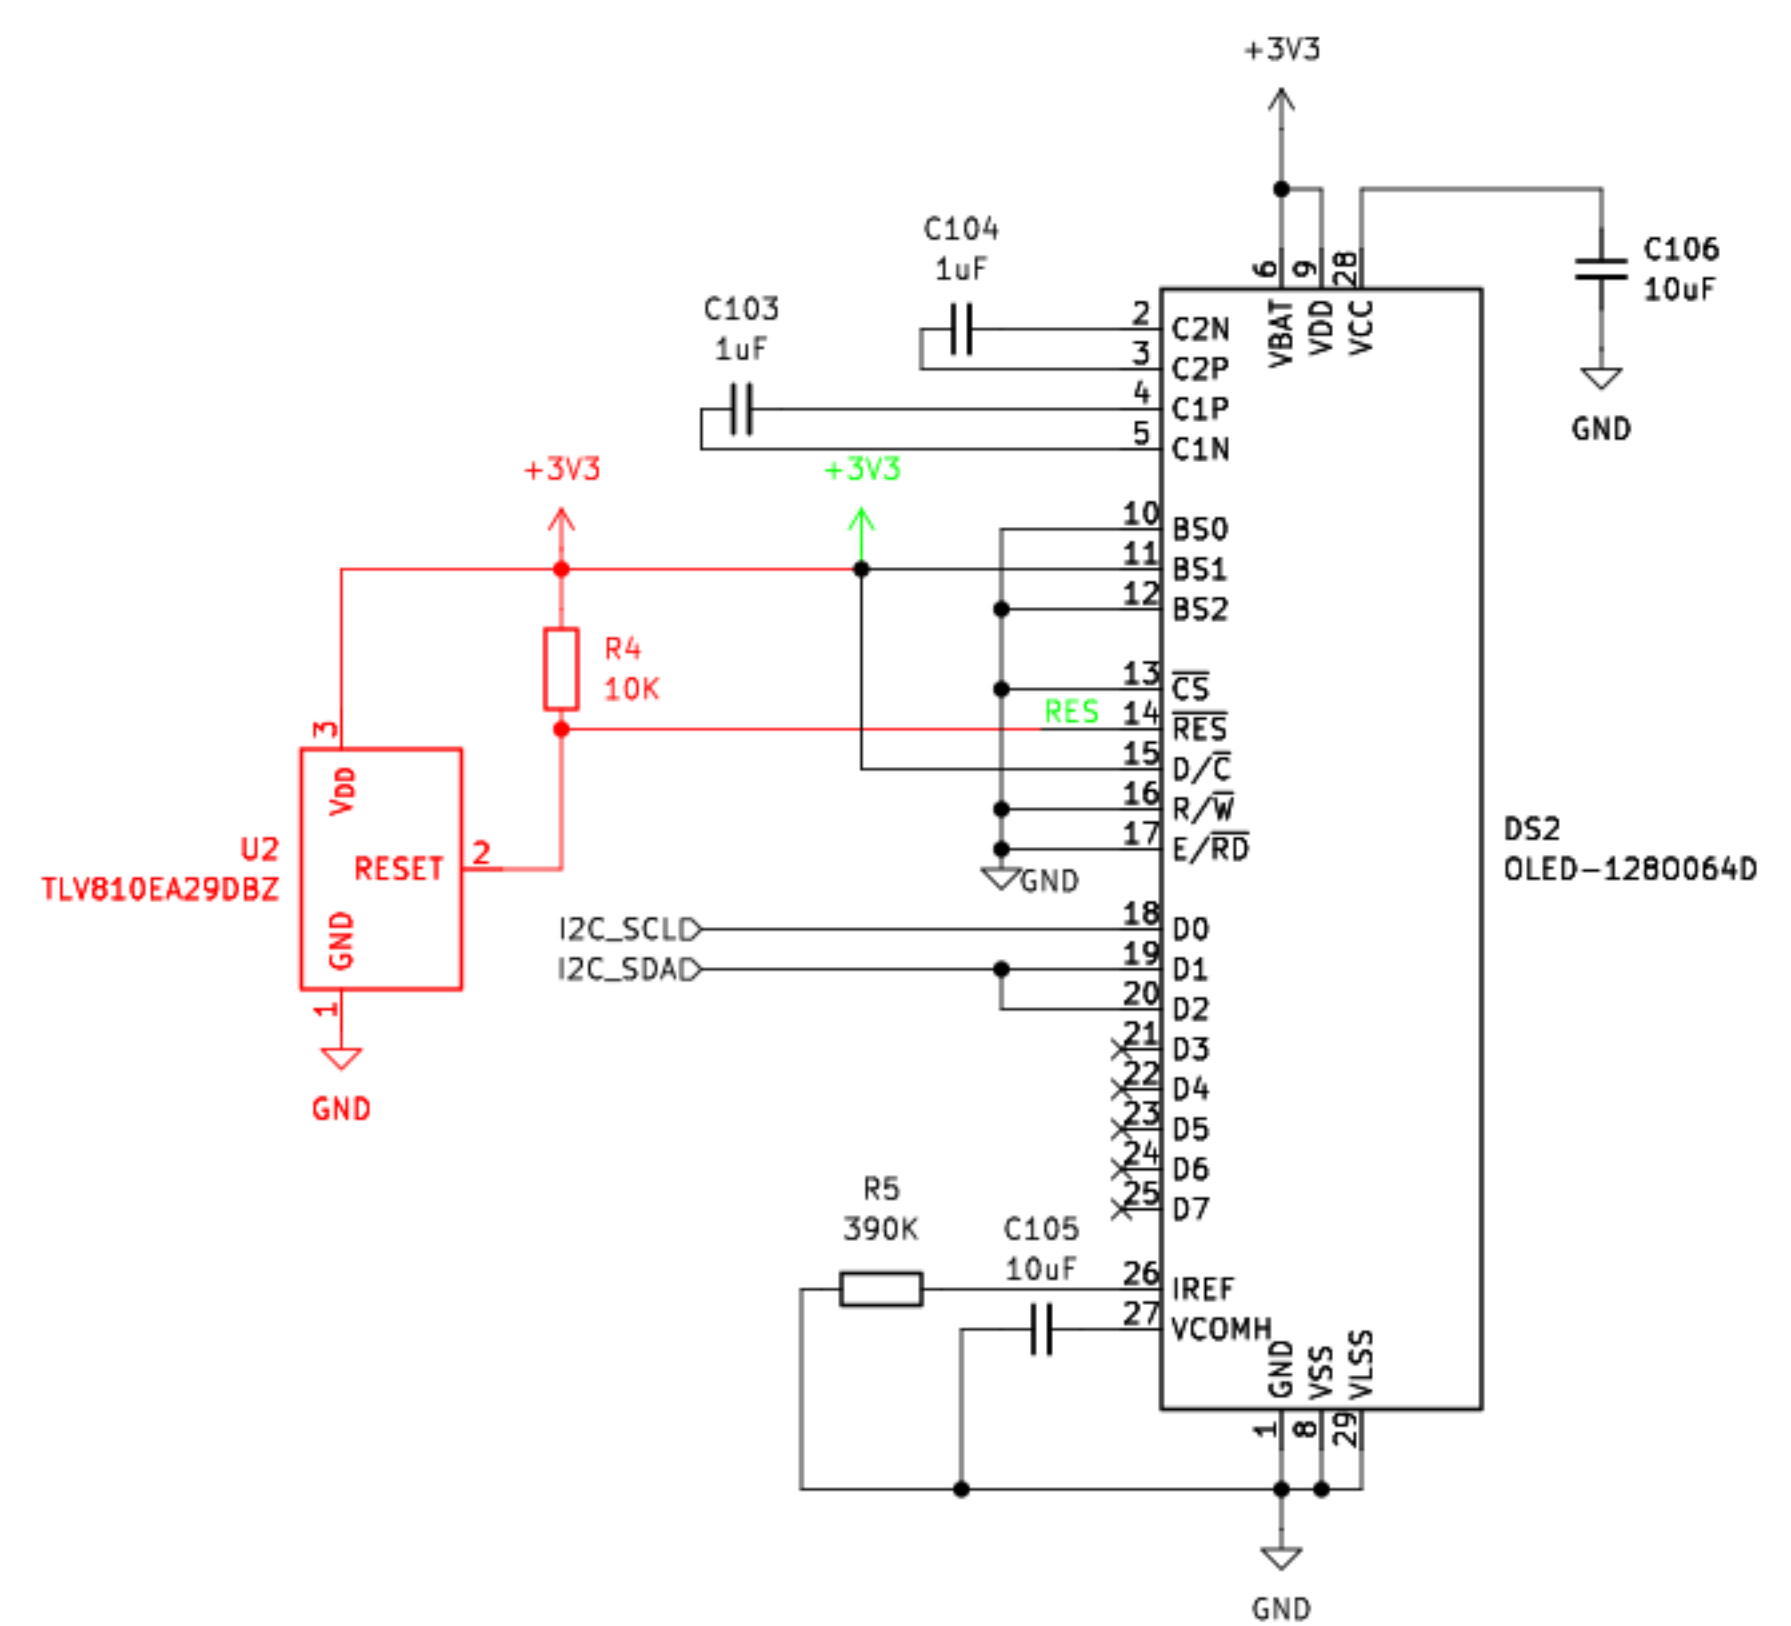 +3V3
C104
1uF
C103
1uF
C106
10uF
GND
6
9
28
VBAT
VDD
VCC
2 C2N
3 C2P
4 C1P
5 C1N
+3V3
+3V3
10 BS0
11 BS1
12 BS2
R4
10K
13 CS
RES 14 RES
15 D/C
16 R/W
17 E/RD
GND
3
VDD
U2
TLV810EA29DBZ
RESET 2
GND
1
GND
DS2
OLED-128O064D
I2C_SCL 18 D0
I2C_SDA 19 D1
20 D2
21 D3
22 D4
23 D5
24 D6
25 D7
R5
390K
C105
10uF
26 IREF
27 VCOMH
GND
VSS
VLSS
1
8
29
GND